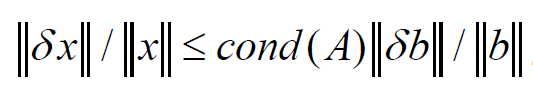 ‖δx‖ / ‖x‖ ≤ cond(A)‖δb‖ / ‖b‖